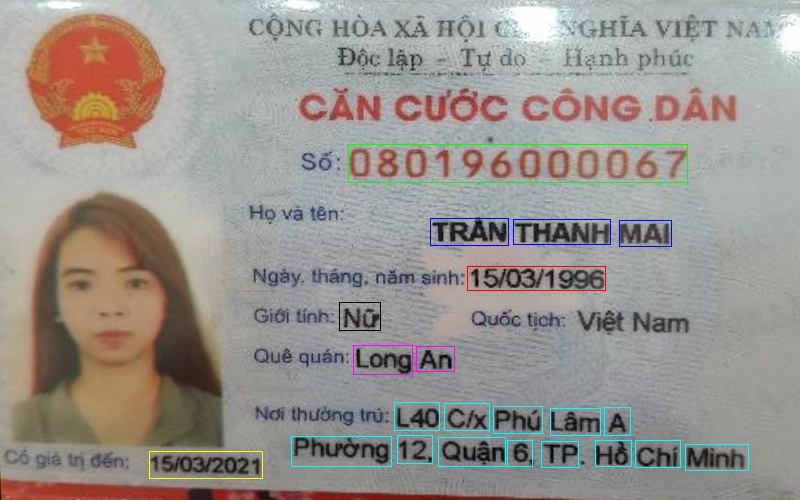 CỘNG HÒA XÃ HỘI NGHĨA VIỆT NAM
Độc lập - Tự do - Hạnh phúc
CĂN CƯỚC CÔNG DÂN
Số: 080196000067
Họ và tên:
TRẦN THANH MAI
Ngày, tháng, năm sinh: 15/03/1996
Giới tính: Nữ Quốc tịch: Việt Nam
Quê quán: Long An
Nơi thường trú: L40 C/x Phú Lâm A
Phường 12, Quận 6, TP. Hồ Chí Minh
Có giá trị đến: 15/03/2021